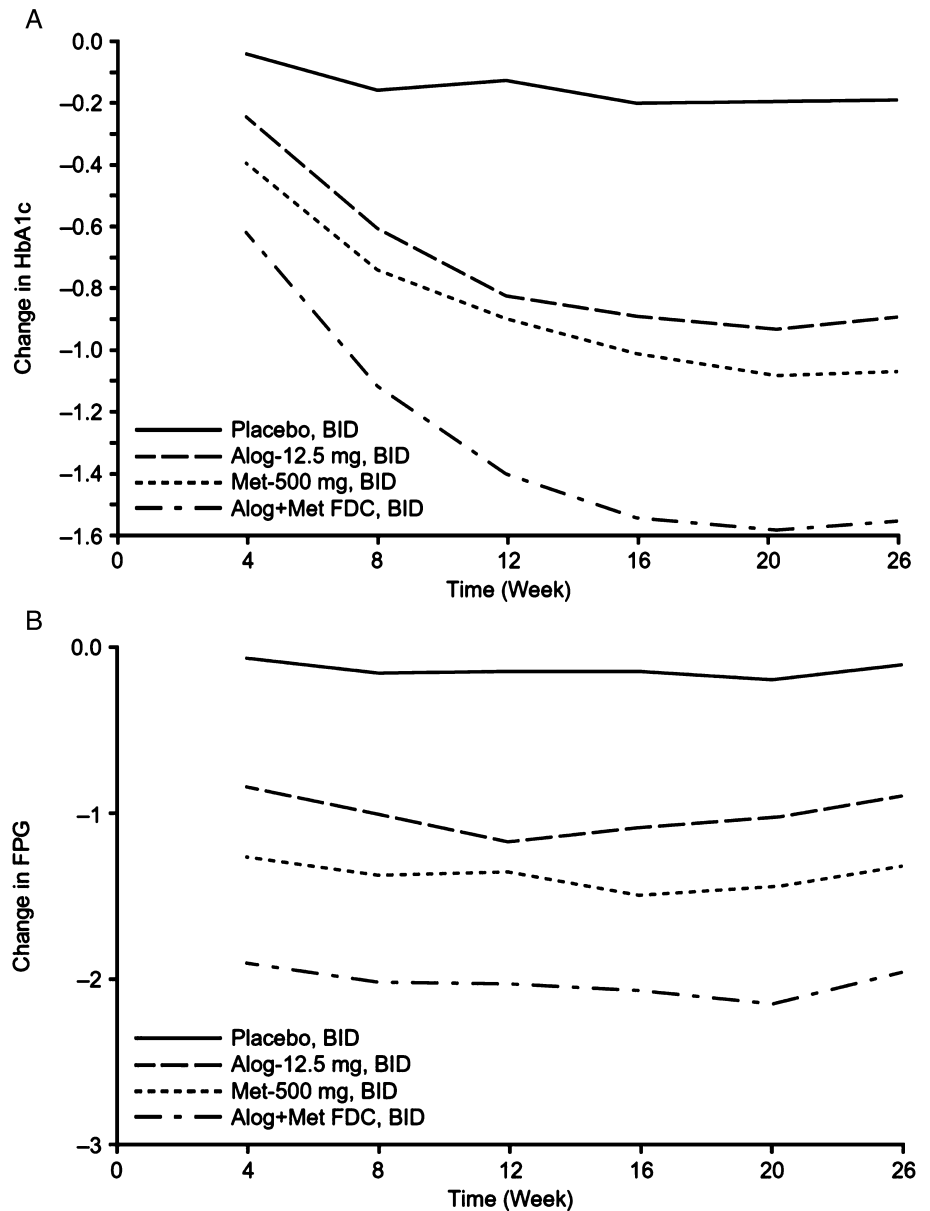 A
0.0
–0.2
–0.4
–0.6
–0.8
–1.0
–1.2
–1.4
–1.6
Change in HbA1c
Placebo, BID
Alog-12.5 mg, BID
Met-500 mg, BID
Alog+Met FDC, BID
0 4 8 12 16 20 26
Time (Week)
B
0.0
–1
–2
–3
Change in FPG
Placebo, BID
Alog-12.5 mg, BID
Met-500 mg, BID
Alog+Met FDC, BID
0 4 8 12 16 20 26
Time (Week)